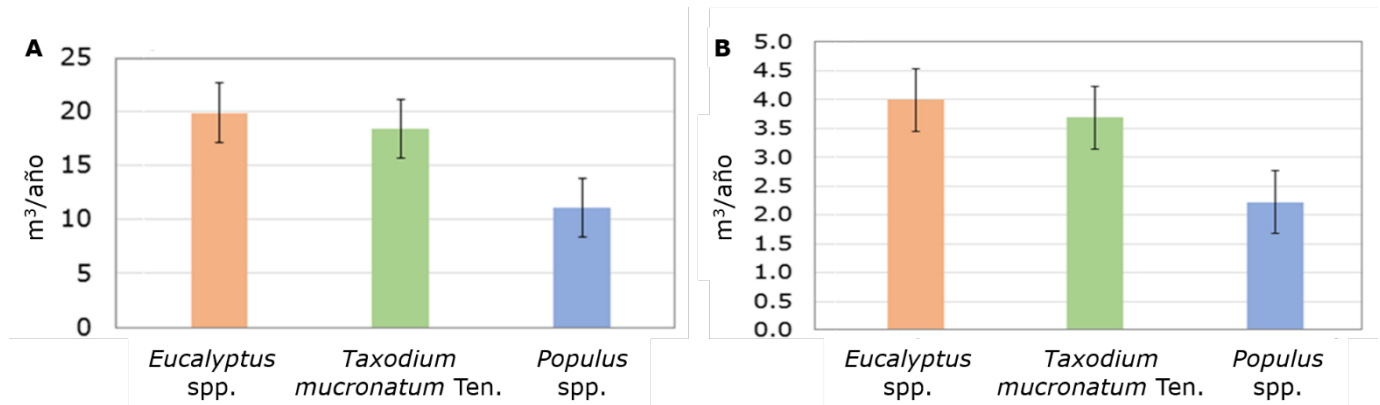 A
25
20
15
10
5
0
m³/año
Eucalyptus
spp.
Taxodium
mucronatum Ten.
Populus
spp.
B
5.0
4.5
4.0
3.5
3.0
2.5
2.0
1.5
1.0
0.5
0.0
m³/año
Eucalyptus
spp.
Taxodium
mucronatum Ten.
Populus
spp.